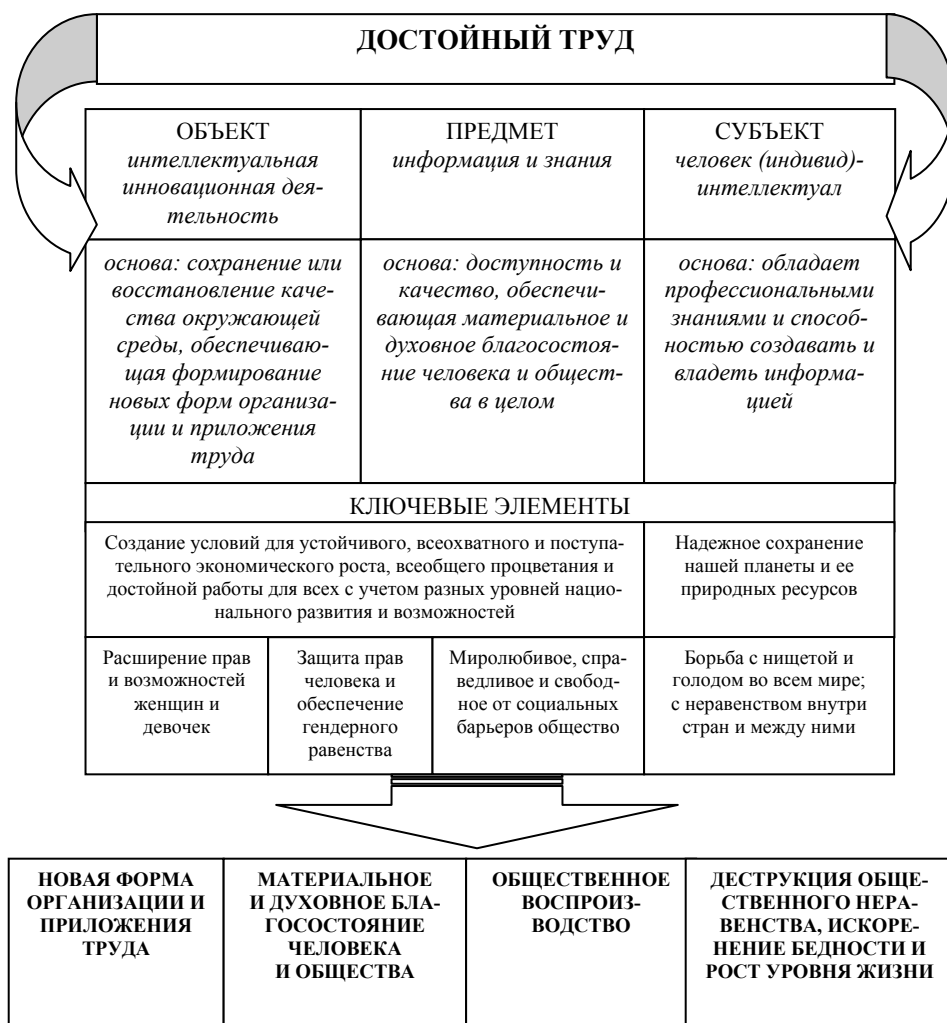 ДОСТОЙНЫЙ ТРУД
ОБЪЕКТ
интеллектуальная
инновационная дея-
тельность
ПРЕДМЕТ
информация и знания
СУБЪЕКТ
человек (индивид)-
интеллектуал
основа: сохранение или
восстановление каче-
ства окружающей
среды, обеспечиваю-
щая формирование
новых форм организа-
ции и приложения
труда
основа: доступность и
качество, обеспечи-
вающая материальное и
духовное благосостоя-
ние человека и общест-
ва в целом
основа: обладает
профессиональными
знаниями и способ-
ностью создавать и
владеть информа-
цией
КЛЮЧЕВЫЕ ЭЛЕМЕНТЫ
Создание условий для устойчивого, всеохватного и поступа-
тельного экономического роста, всеобщего процветания и
достойной работы для всех с учетом разных уровней нацио-
нального развития и возможностей
Надежное сохранение
нашей планеты и ее
природных ресурсов
Расширение прав
и возможностей
женщин и
девочек
Защита прав
человека и
обеспечение
гендерного
равенства
Миролюбивое, спра-
ведливое и свобод-
ное от социальных
барьеров общество
Борьба с нищетой и
голодом во всем мире;
с неравенством внутри
стран и между ними
НОВАЯ ФОРМА
ОРГАНИЗАЦИИ И
ПРИЛОЖЕНИЯ
ТРУДА
МАТЕРИАЛЬНОЕ
И ДУХОВНОЕ БЛА-
ГОСОСТОЯНИЕ
ЧЕЛОВЕКА
И ОБЩЕСТВА
ОБЩЕСТВЕННОЕ
ВОСПРОИЗ-
ВОДСТВО
ДЕСТРУКЦИЯ ОБЩЕ-
СТВЕННОГО НЕРА-
ВЕНСТВА, ИСКОРЕ-
НЕНИЕ БЕДНОСТИ И
РОСТ УРОВНЯ ЖИЗНИ